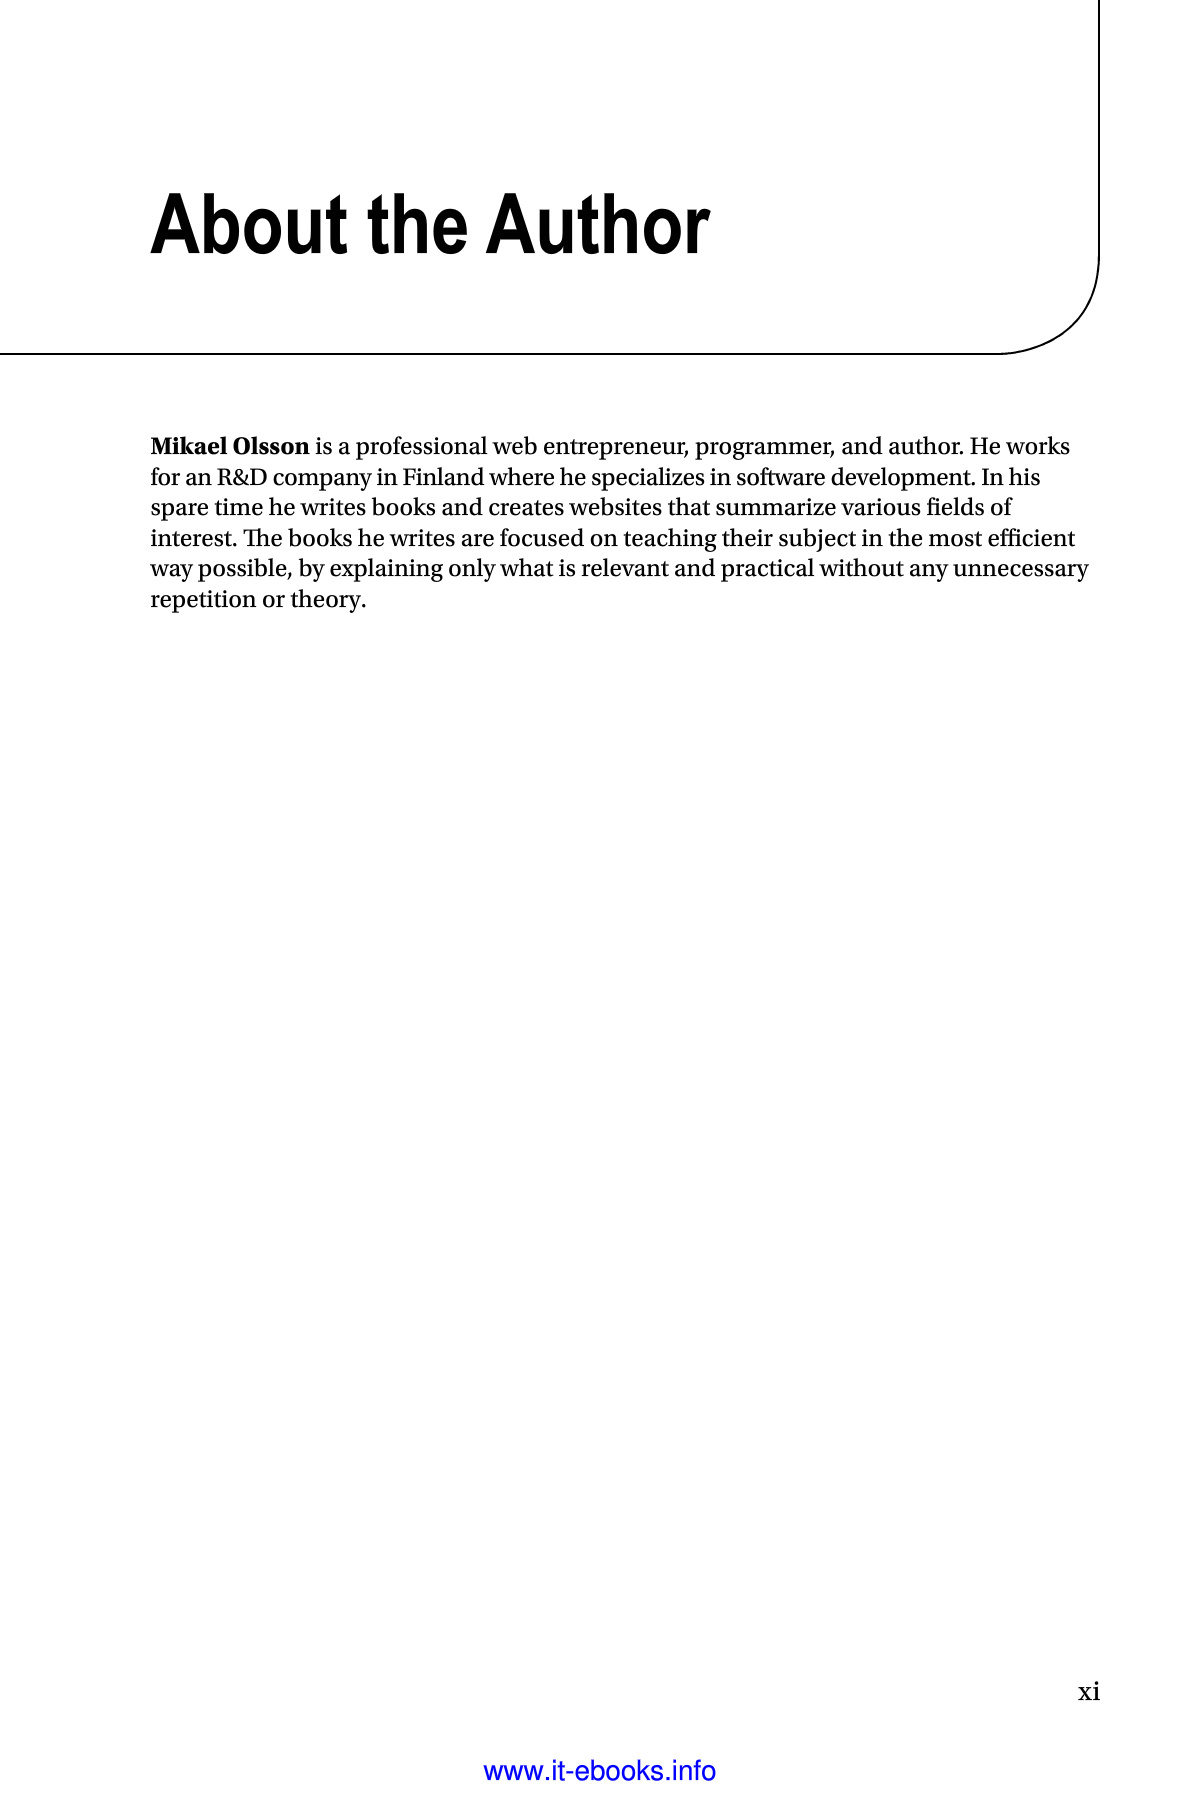 About the Author
Mikael Olsson is a professional web entrepreneur, programmer, and author. He works
for an R&D company in Finland where he specializes in software development. In his
spare time he writes books and creates websites that summarize various fields of
interest. The books he writes are focused on teaching their subject in the most efficient
way possible, by explaining only what is relevant and practical without any unnecessary
repetition or theory.
xi
www.it-ebooks.info